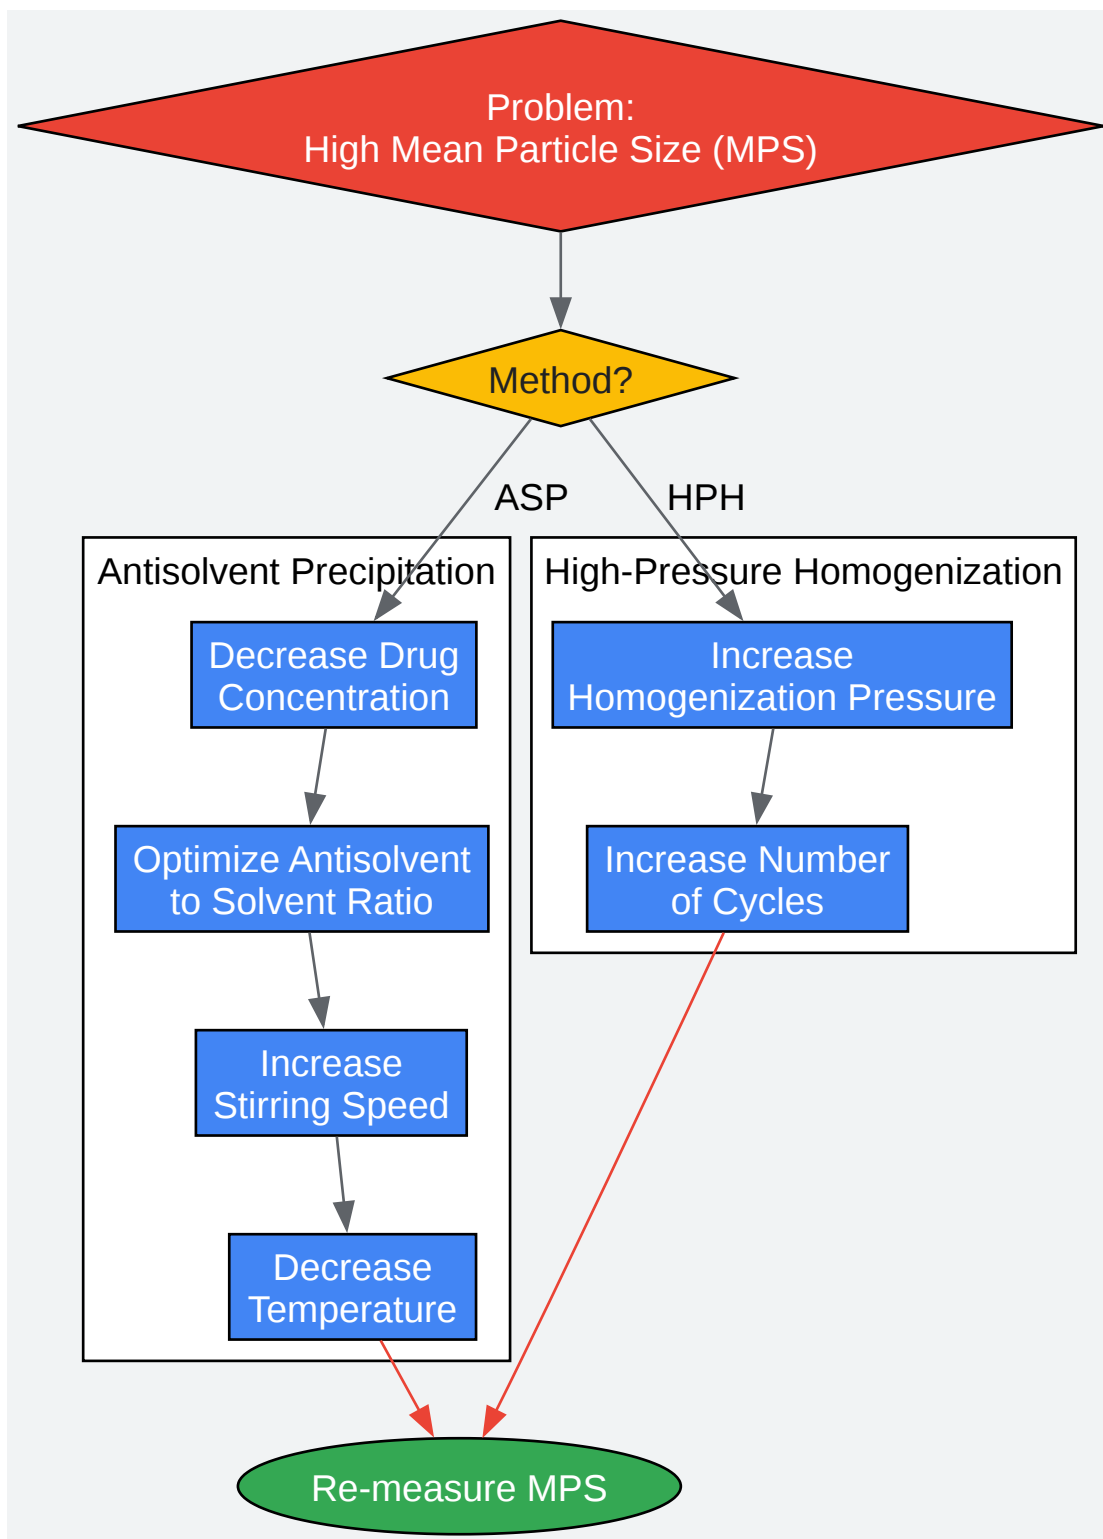 Problem:
High Mean Particle Size (MPS)
Method?
ASP
HPH
Antisolvent Precipitation
Decrease Drug
Concentration
Optimize Antisolvent
to Solvent Ratio
Increase
Stirring Speed
Decrease
Temperature
High-Pressure Homogenization
Increase
Homogenization Pressure
Increase Number
of Cycles
Re-measure MPS